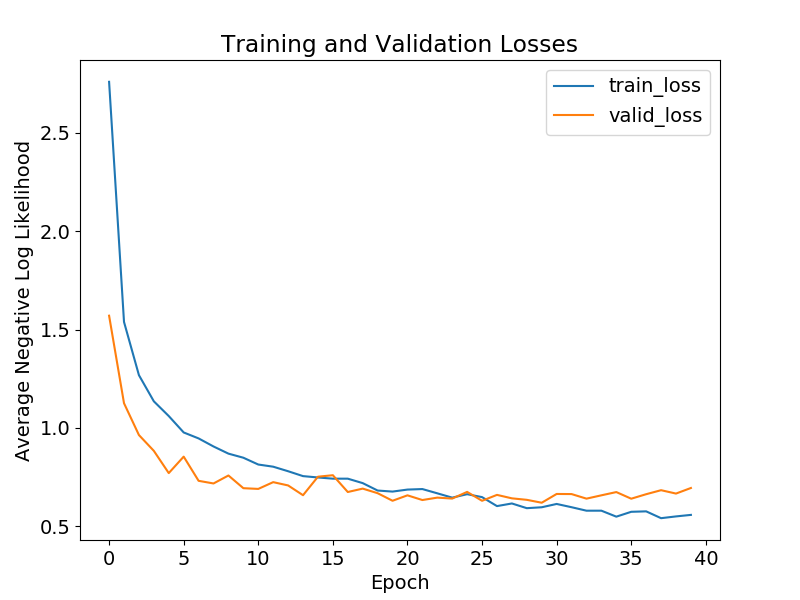 Training and Validation Losses
train_loss
valid_loss
Average Negative Log Likelihood
2.5
2.0
1.5
1.0
0.5
0 5 10 15 20 25 30 35 40
Epoch